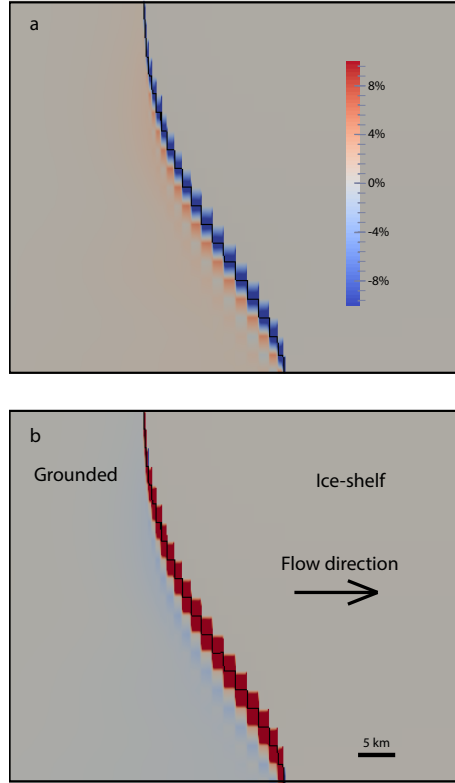 a
8%
4%
0%
-4%
-8%
b
Grounded
Ice-shelf
Flow direction
5 km